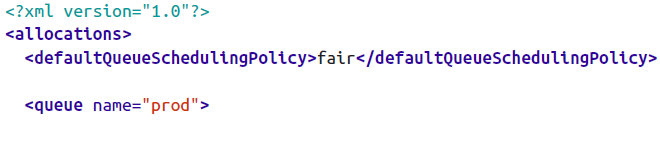 <?xml version="1.0"?>
<allocations>
  <defaultQueueSchedulingPolicy>fair</defaultQueueSchedulingPolicy>

  <queue name="prod">